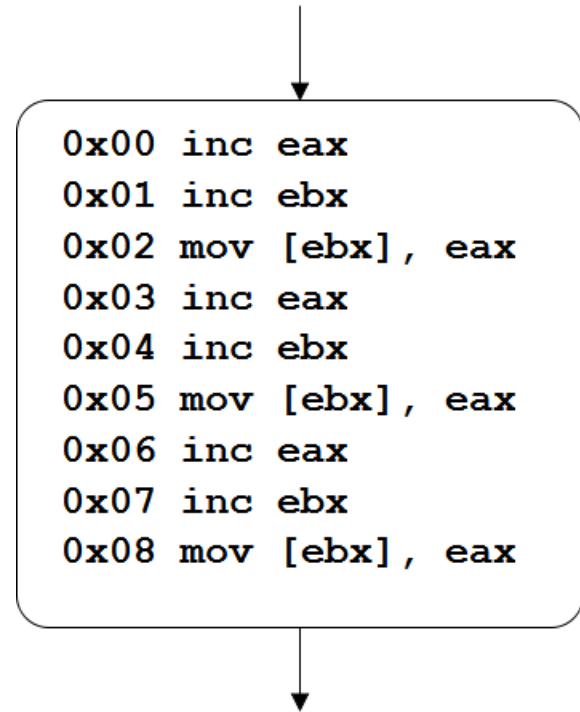 0x00 inc eax
0x01 inc ebx
0x02 mov [ebx], eax
0x03 inc eax
0x04 inc ebx
0x05 mov [ebx], eax
0x06 inc eax
0x07 inc ebx
0x08 mov [ebx], eax